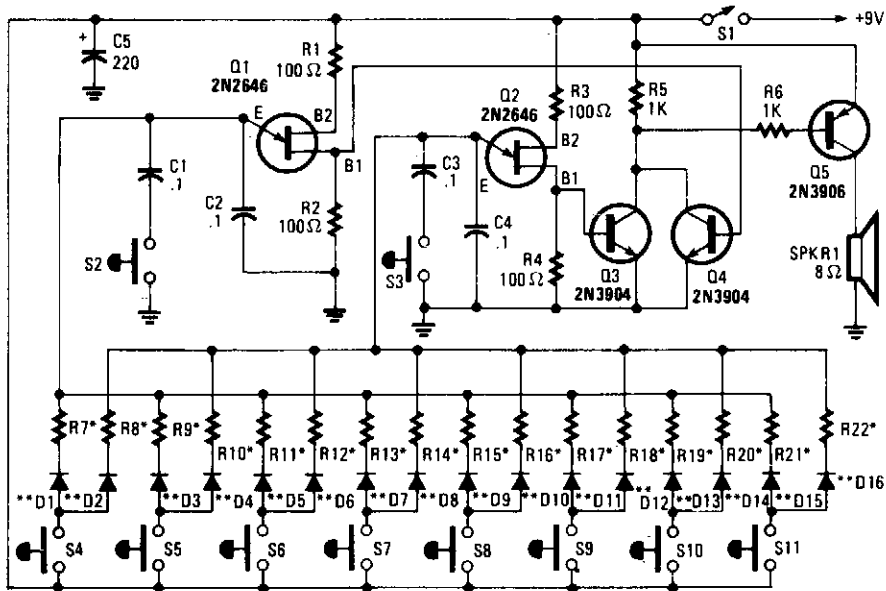 +9V
S1
+
C5
220
R1
100Ω
Q1
2N2646
E
B2
B1
R3
100Ω
Q2
2N2646
B2
B1
E
R5
1K
R6
1K
Q5
2N3906
C1
.1
C2
.1
R2
100Ω
S2
C3
.1
C4
.1
S3
R4
100Ω
Q3
2N3904
Q4
2N3904
SPKR1
8Ω
R7*
R8*
R9*
R10*
R11*
R12*
R13*
R14*
R15*
R16*
R17*
R18*
R19*
R20*
R21*
R22*
**D1
**D2
**D3
**D4
**D5
**D6
**D7
**D8
**D9
**D10
**D11
**D12
**D13
**D14
**D15
**D16
S4
S5
S6
S7
S8
S9
S10
S11